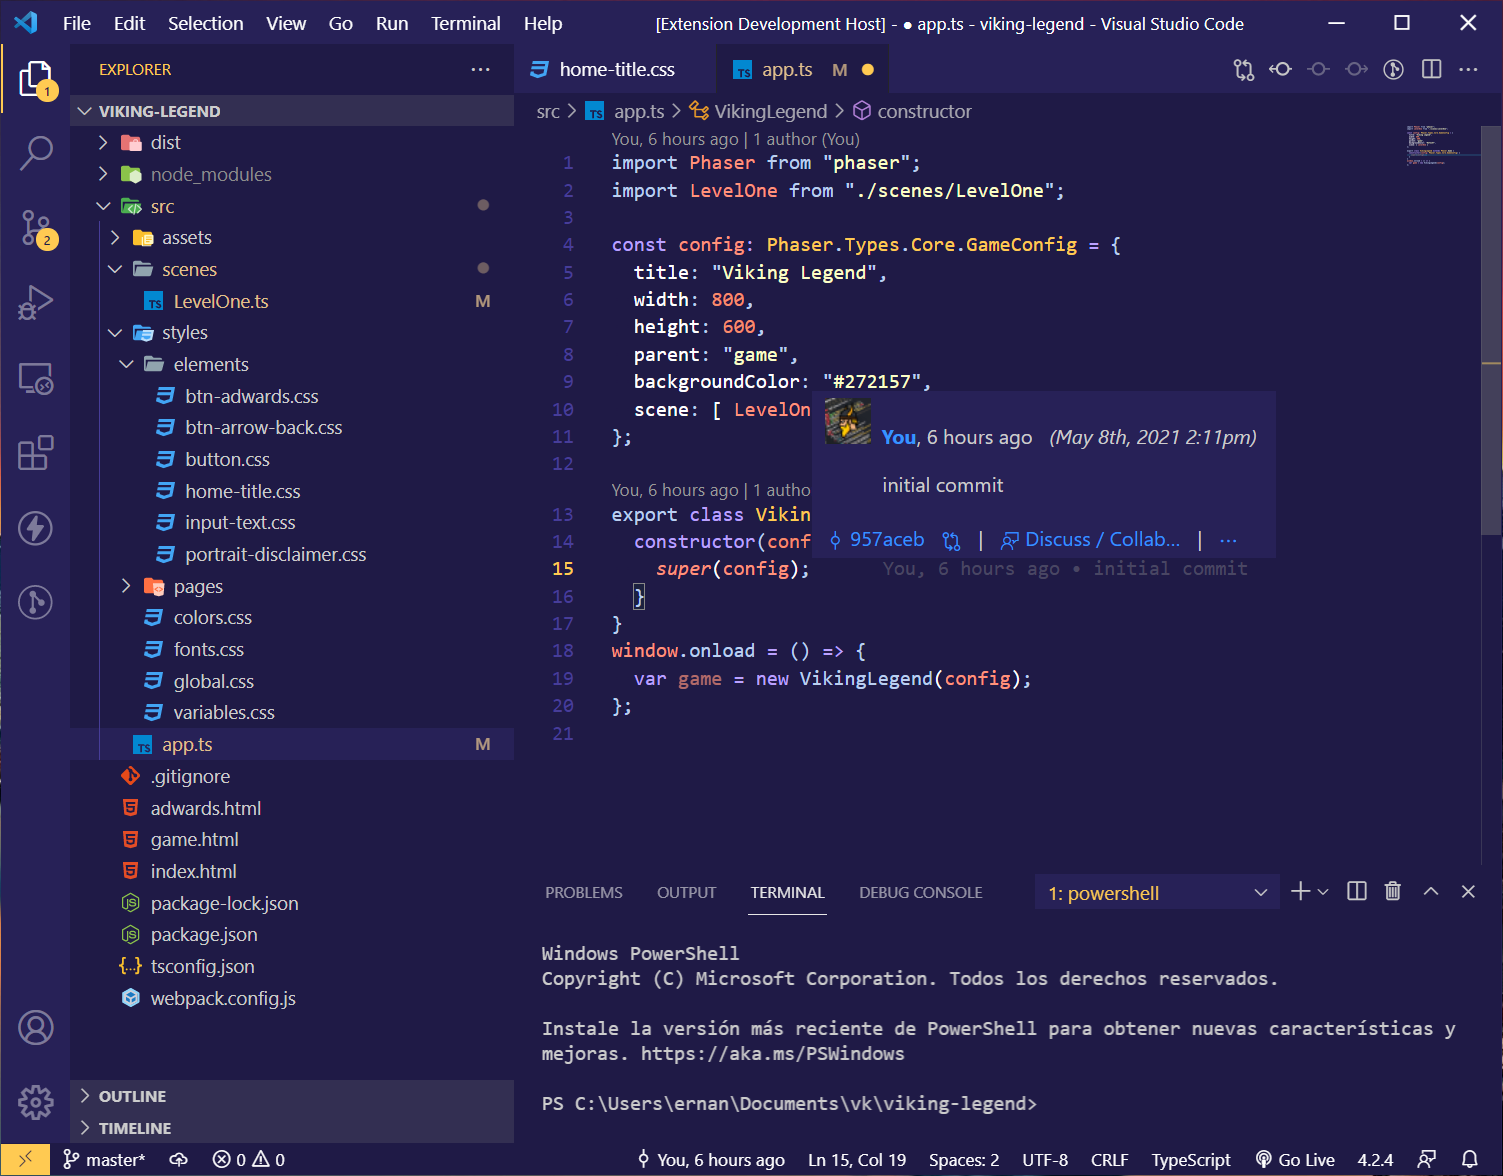 File Edit Selection View Go Run Terminal Help [Extension Development Host] - ● app.ts - viking-legend - Visual Studio Code
EXPLORER
1
VIKING-LEGEND
dist
node_modules
src
2
assets
scenes
LevelOne.ts M
styles
elements
btn-adwards.css
btn-arrow-back.css
button.css
home-title.css
input-text.css
portrait-disclaimer.css
pages
colors.css
fonts.css
global.css
variables.css
TS app.ts M
.gitignore
adwards.html
game.html
index.html
package-lock.json
package.json
tsconfig.json
webpack.config.js
OUTLINE
TIMELINE
home-title.css TS app.ts M ●
src > TS app.ts > VikingLegend > constructor
You, 6 hours ago | 1 author (You)
1 import Phaser from "phaser";
2 import LevelOne from "./scenes/LevelOne";
3
4 const config: Phaser.Types.Core.GameConfig = {
5 title: "Viking Legend",
6 width: 800,
7 height: 600,
8 parent: "game",
9 backgroundColor: "#272157",
10 scene: [ LevelOn
11 };
12
You, 6 hours ago | 1 autho
13 export class Vikin
14 constructor(conf
15 super(config); You, 6 hours ago • initial commit
16 }
17 }
18 window.onload = () => {
19 var game = new VikingLegend(config);
20 };
21
You, 6 hours ago (May 8th, 2021 2:11pm)
initial commit
957aceb | Discuss / Collab... | ...
PROBLEMS OUTPUT TERMINAL DEBUG CONSOLE 1: powershell
Windows PowerShell
Copyright (C) Microsoft Corporation. Todos los derechos reservados.
Instale la versión más reciente de PowerShell para obtener nuevas características y
mejoras. https://aka.ms/PSWindows
PS C:\Users\ernan\Documents\vk\viking-legend>
master* 0 0 You, 6 hours ago Ln 15, Col 19 Spaces: 2 UTF-8 CRLF TypeScript Go Live 4.2.4